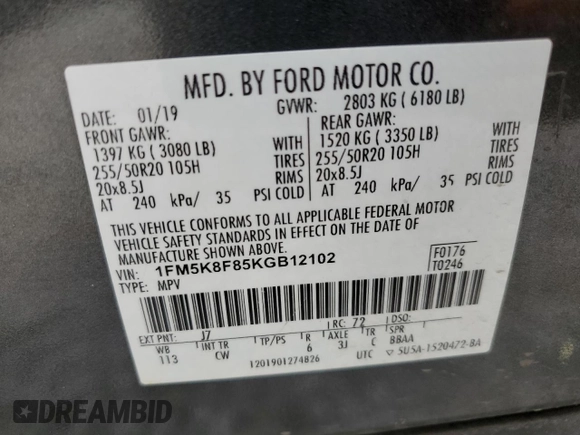 MFD. BY FORD MOTOR CO.
DATE: 01/19
GVWR: 2803 KG ( 6180 LB)
FRONT GAWR:
REAR GAWR:
1397 KG ( 3080 LB) WITH
1520 KG ( 3350 LB) WITH
255/50R20 105H TIRES
255/50R20 105H TIRES
20x8.5J RIMS
20x8.5J RIMS
AT 240 kPa/ 35 PSI COLD
AT 240 kPa/ 35 PSI COLD
THIS VEHICLE CONFORMS TO ALL APPLICABLE FEDERAL MOTOR
VEHICLE SAFETY STANDARDS IN EFFECT ON THE DATE OF
MANUFACTURE SHOWN ABOVE.
VIN: 1FM5K8F85KGB12102
TYPE: MPV
F0176
T0246
EXT PNT: J7 RC: 72 DSO:
WB INT TR TP/PS R AXLE TR SPR
113 CW 6 3J C BBAA
1201901274826 UTC ▽ 5U5A-1520472-BA
DREAMBID